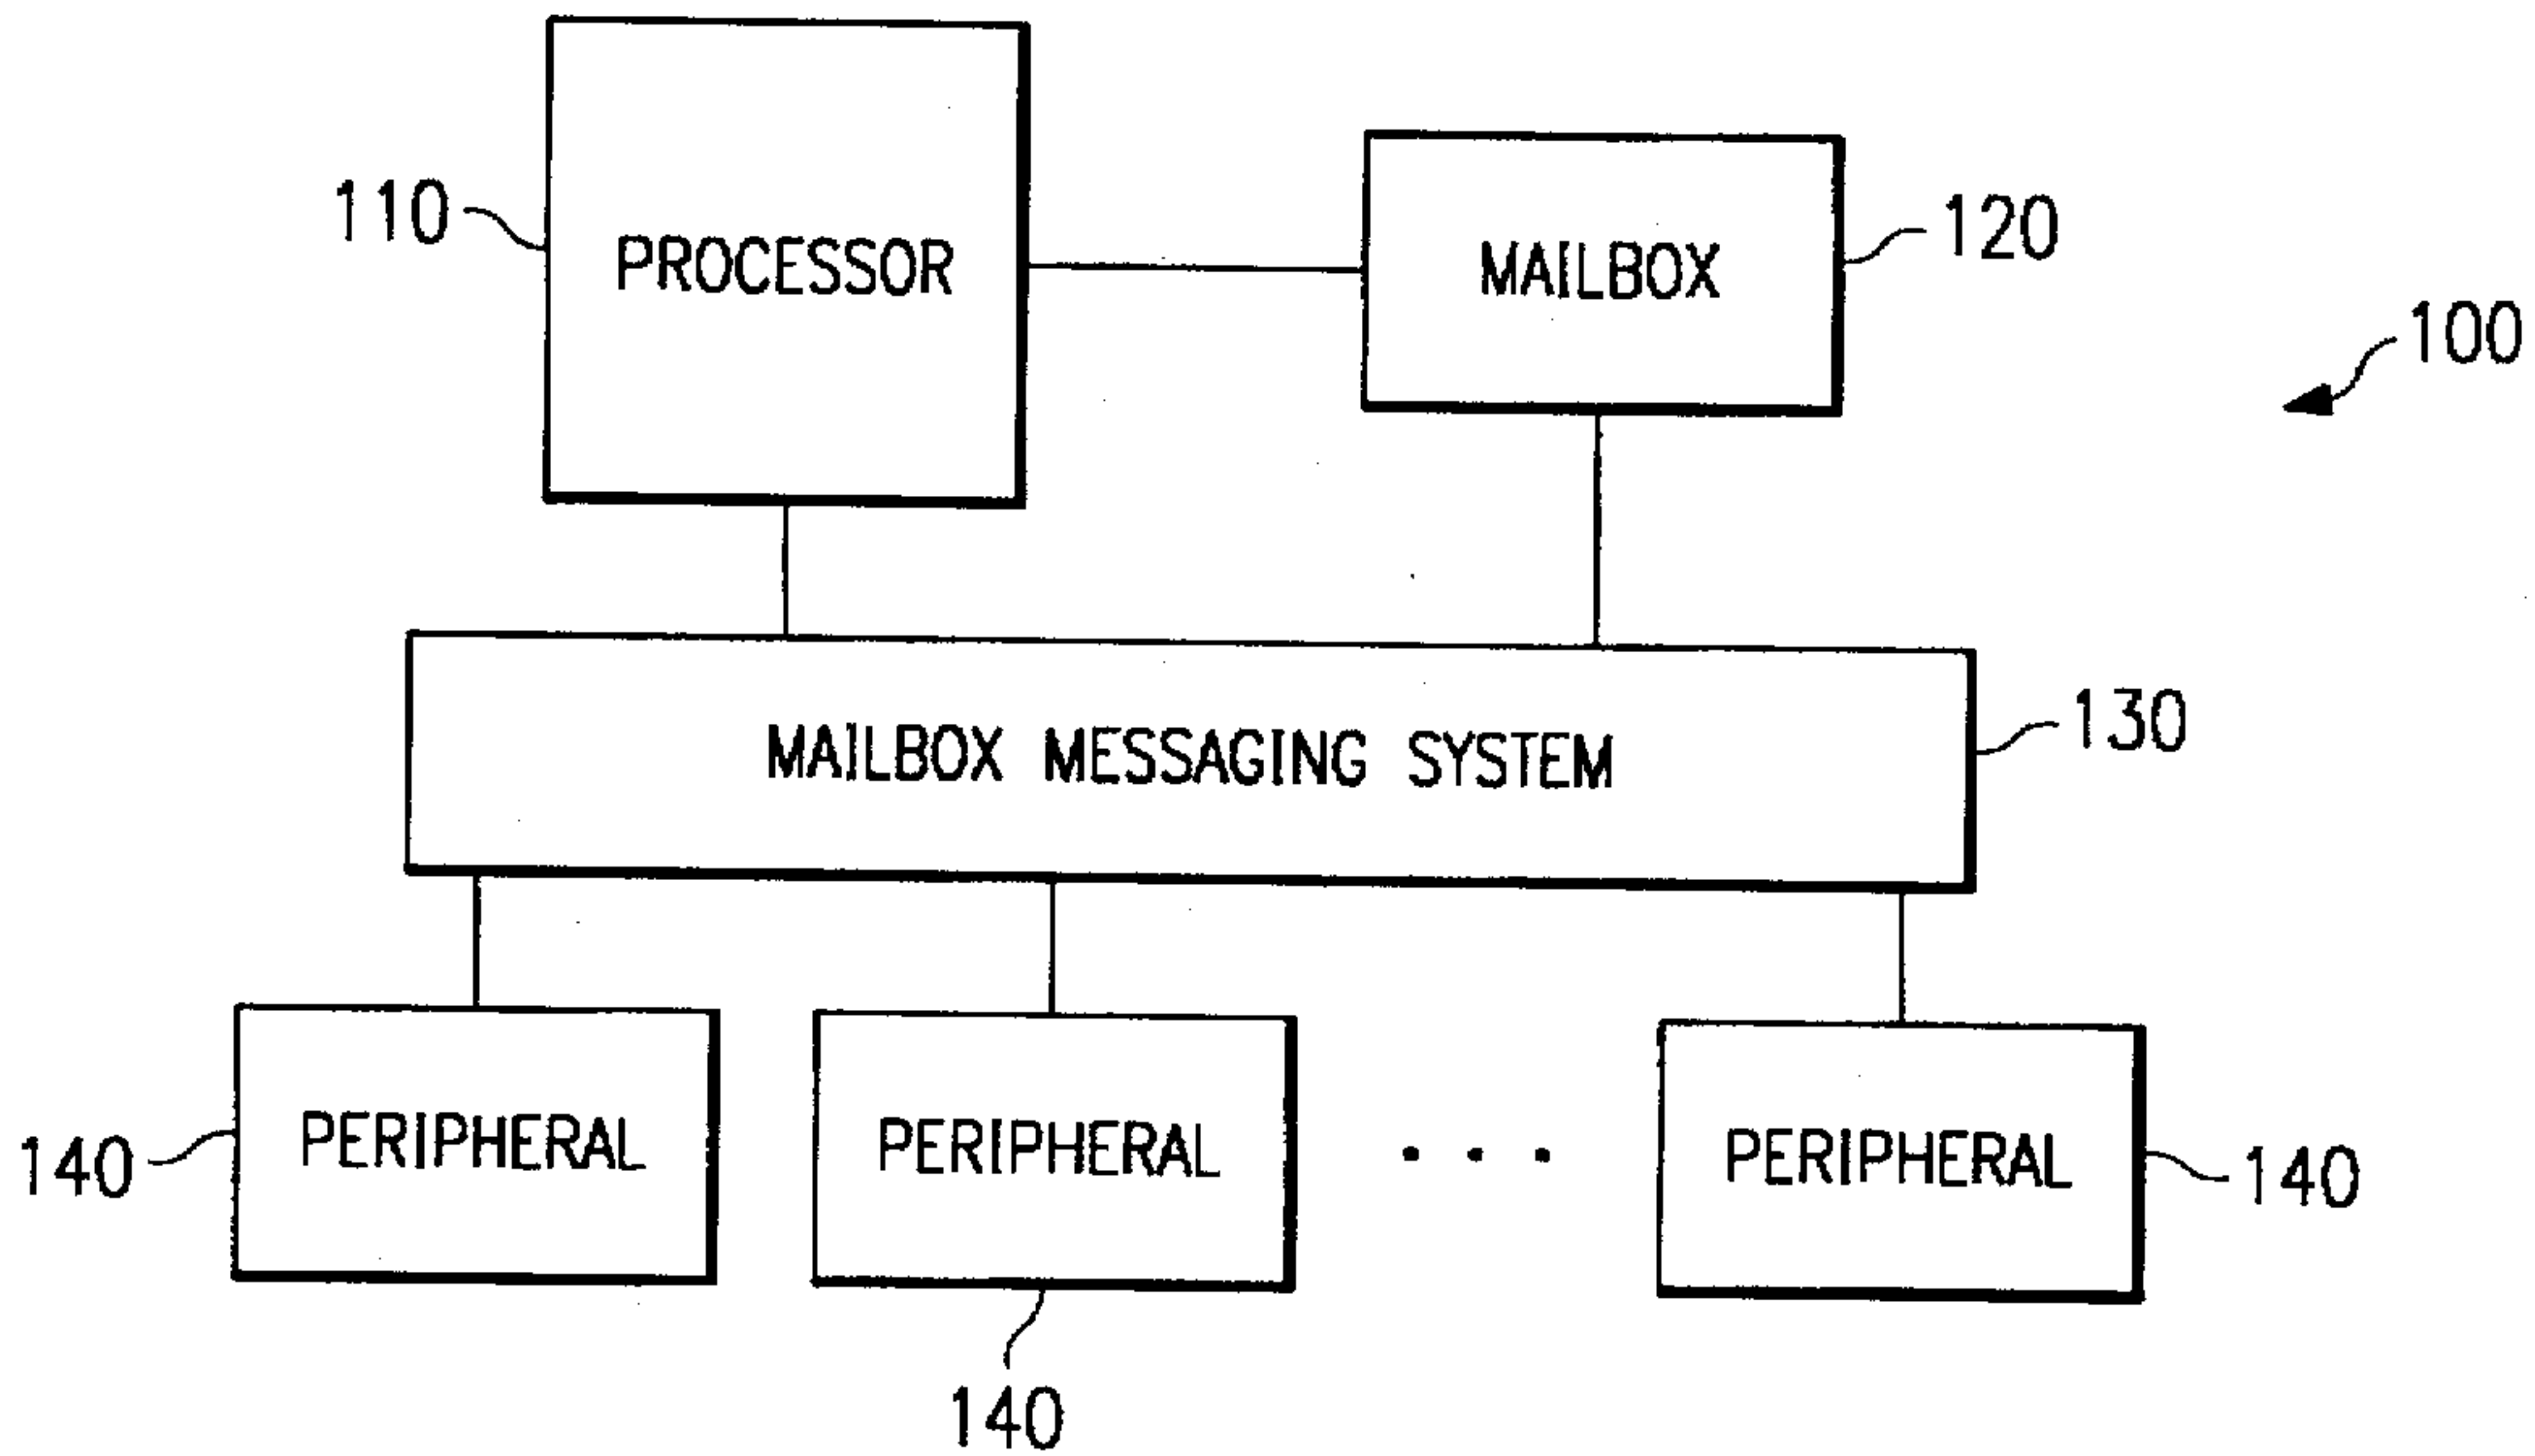 110
PROCESSOR
MAILBOX
120
100
MAILBOX MESSAGING SYSTEM
130
140
PERIPHERAL
PERIPHERAL
. . .
PERIPHERAL
140
140